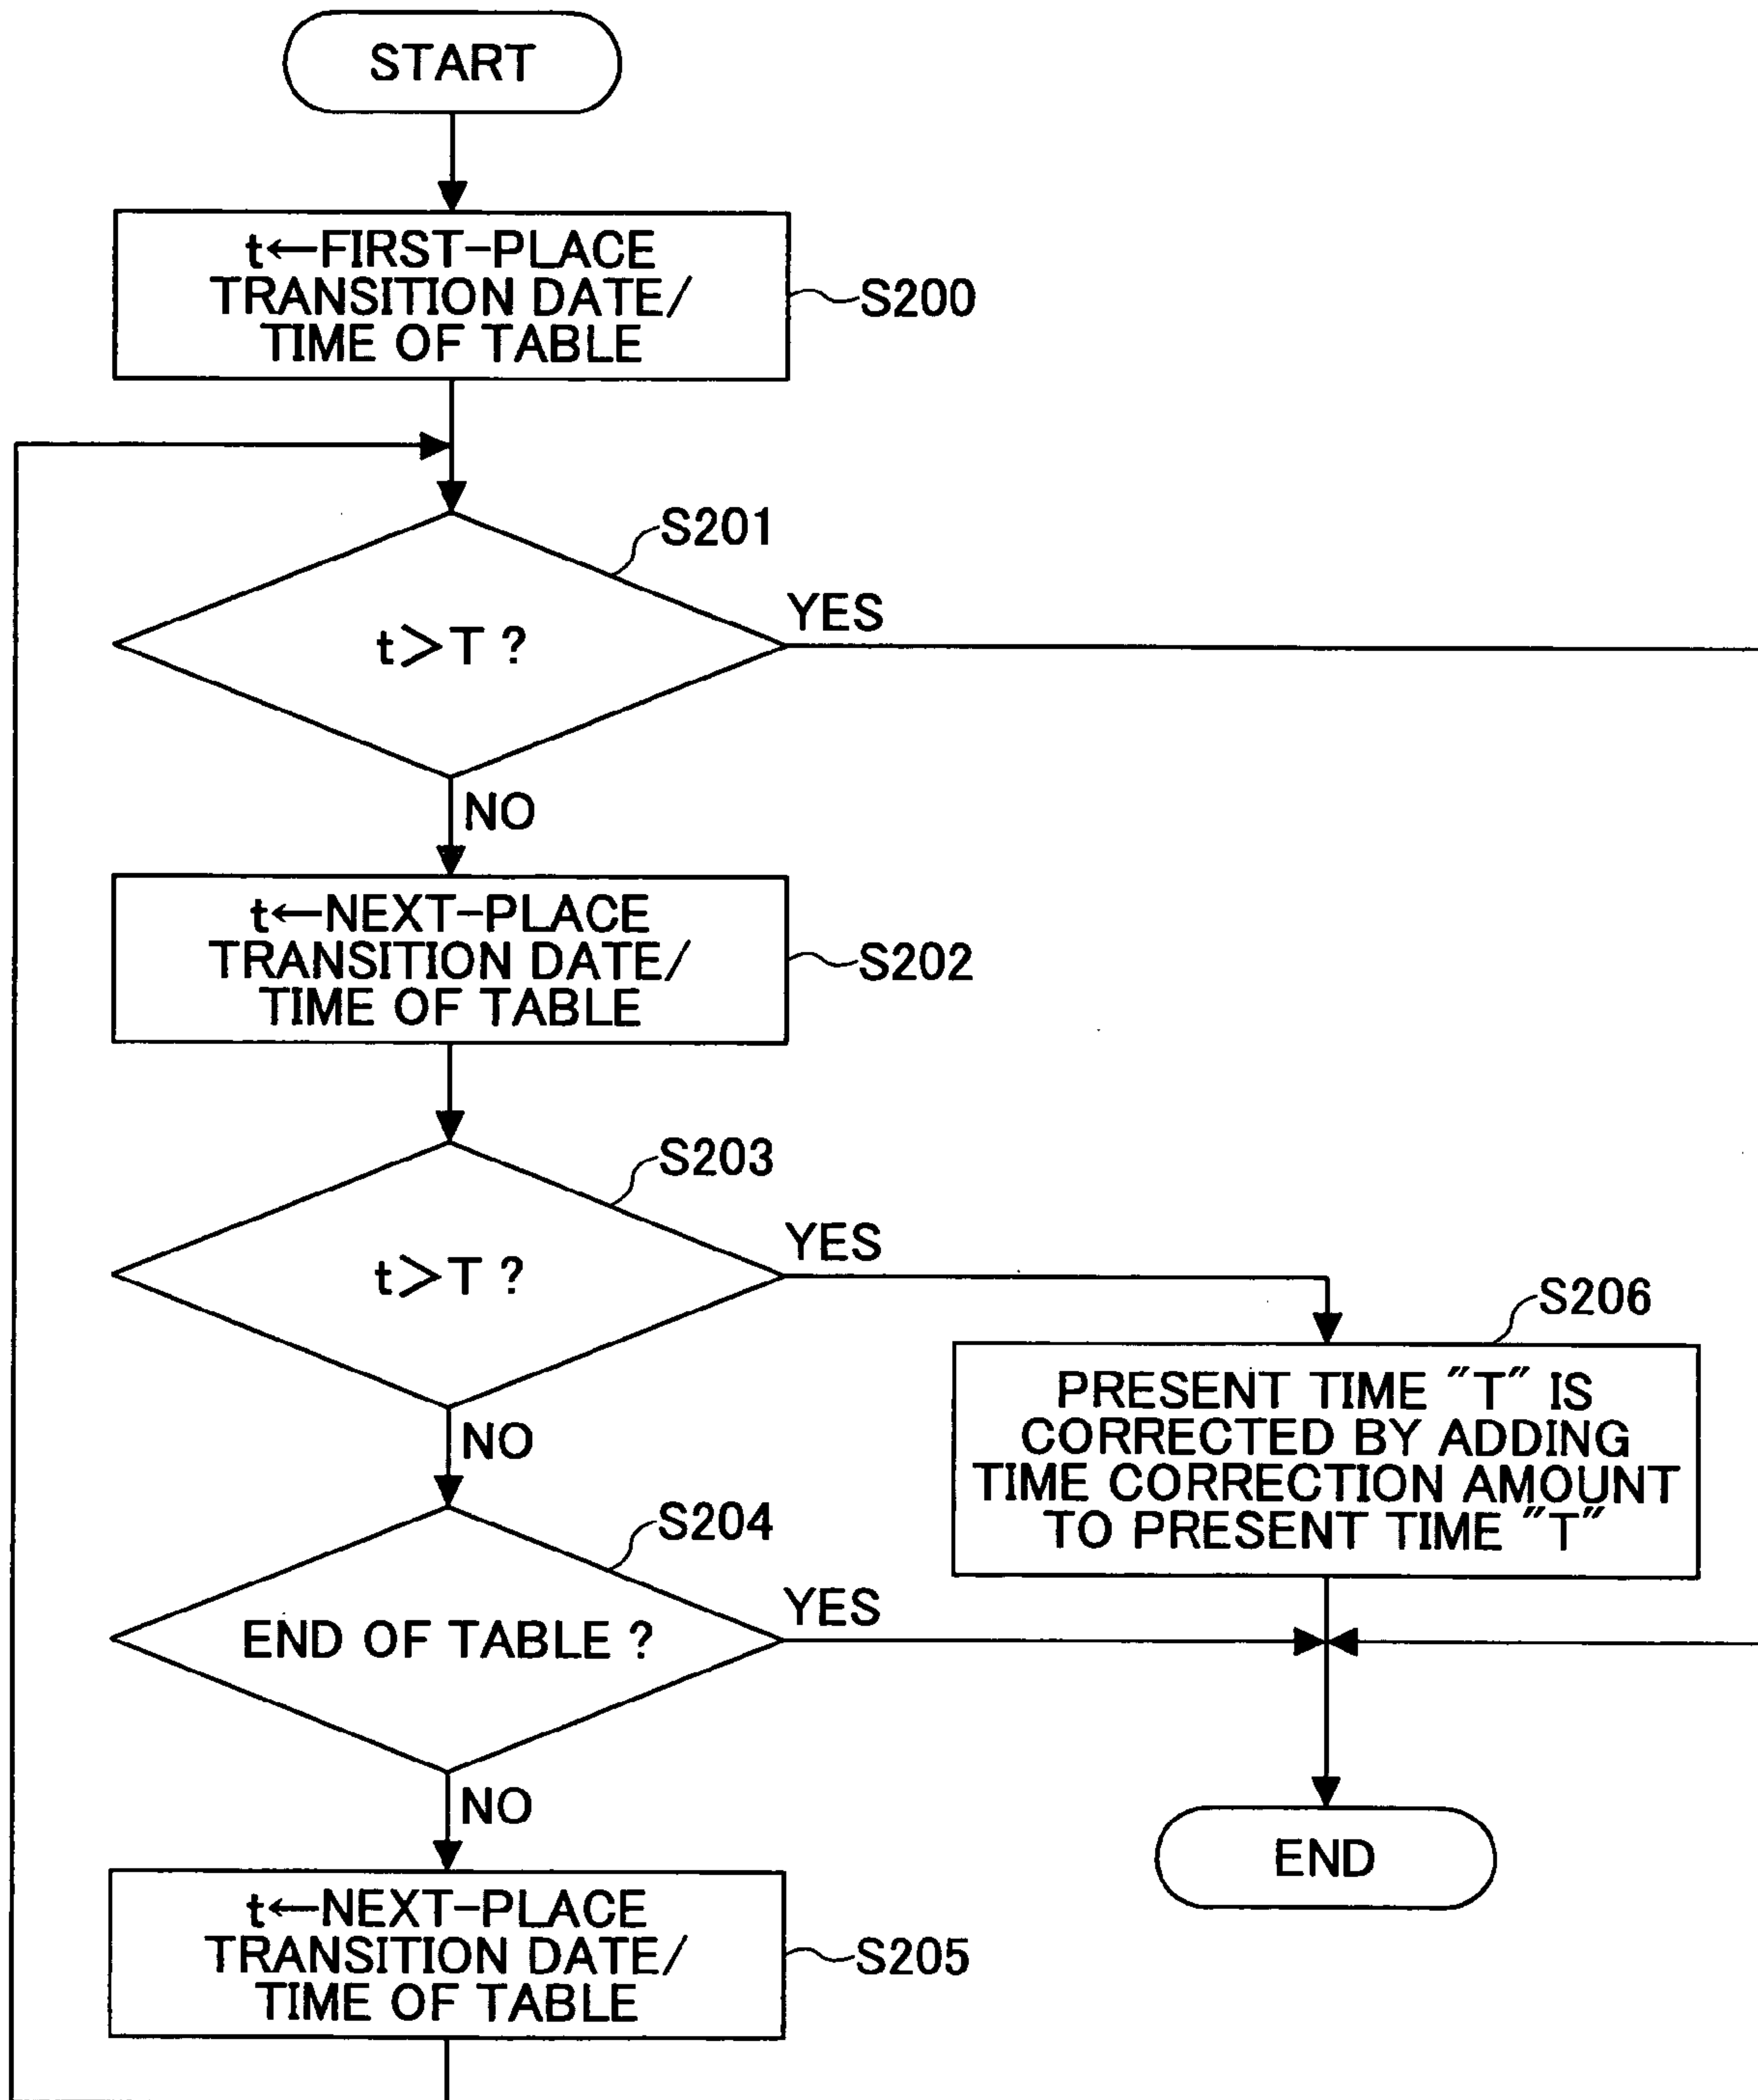 START
t←FIRST-PLACE
TRANSITION DATE/
TIME OF TABLE
S200
S201
t>T ?
YES
NO
t←NEXT-PLACE
TRANSITION DATE/
TIME OF TABLE
S202
S203
t>T ?
YES
NO
S206
PRESENT TIME "T" IS
CORRECTED BY ADDING
TIME CORRECTION AMOUNT
TO PRESENT TIME "T"
S204
END OF TABLE ?
YES
NO
END
t←NEXT-PLACE
TRANSITION DATE/
TIME OF TABLE
S205